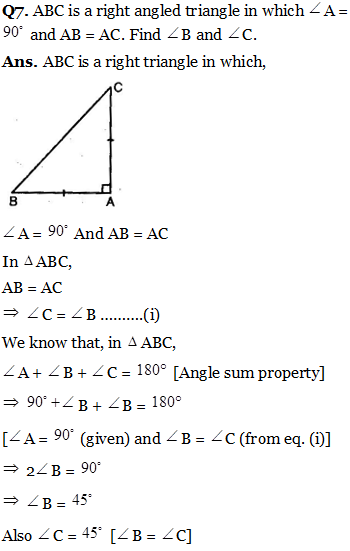 Q7. ABC is a right angled triangle in which ∠A =
90° and AB = AC. Find ∠B and ∠C.
Ans. ABC is a right triangle in which,
C
B
A
∠A = 90° And AB = AC
In Δ ABC,
AB = AC
⇒ ∠C = ∠B ..........(i)
We know that, in Δ ABC,
∠A + ∠B + ∠C = 180° [Angle sum property]
⇒ 90° + ∠B + ∠B = 180°
[∠A = 90° (given) and ∠B = ∠C (from eq. (i)]
⇒ 2∠B = 90°
⇒ ∠B = 45°
Also ∠C = 45° [∠B = ∠C]